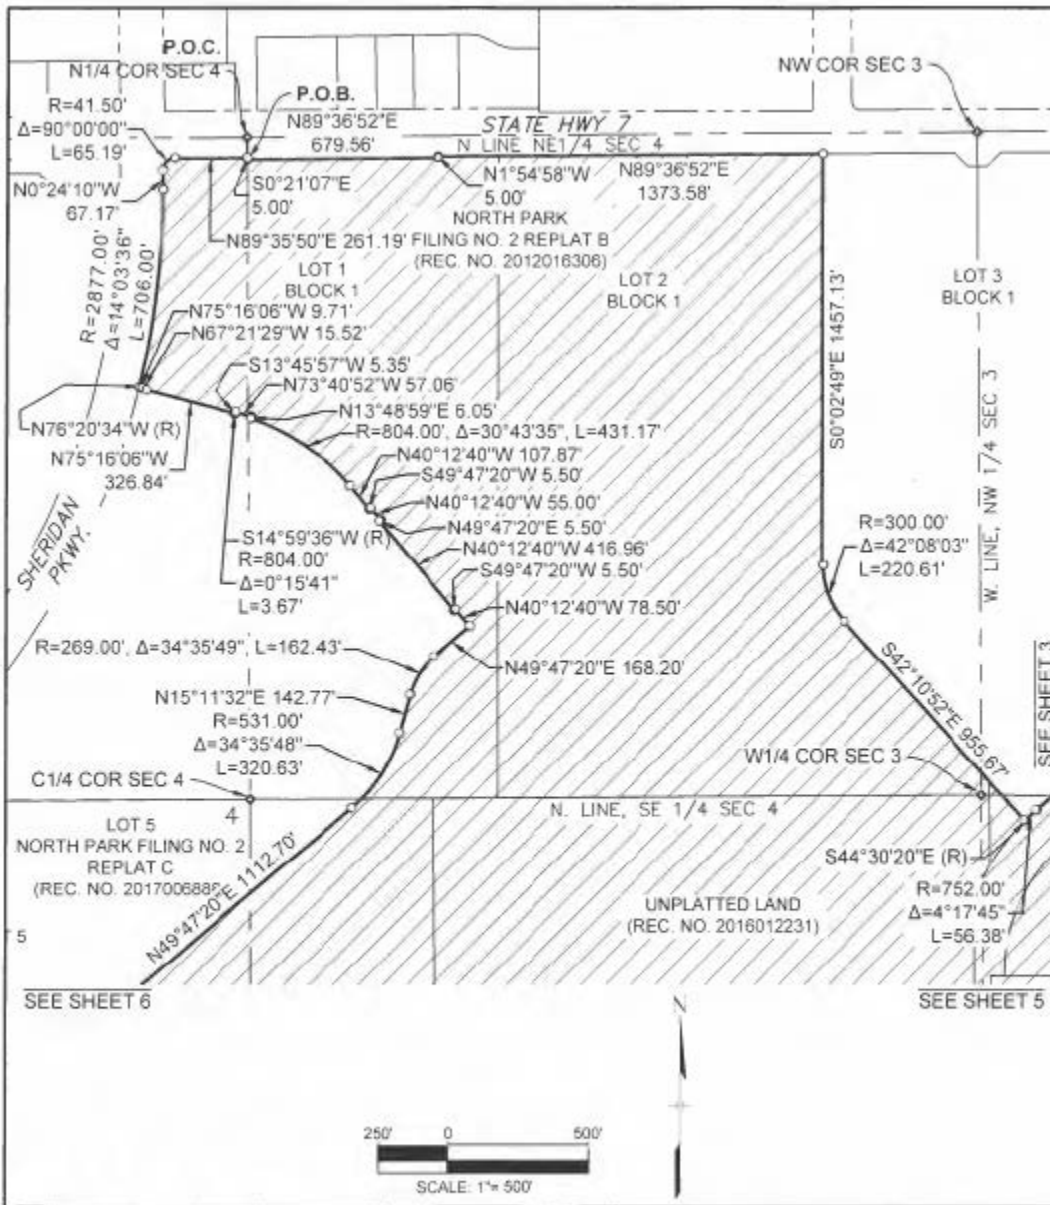 P.O.C.
N1/4 COR SEC 4
NW COR SEC 3
R=41.50'
Δ=90°00'00"
L=65.19'
P.O.B.
N89°36'52"E
679.56'
STATE HWY 7
N LINE NE1/4 SEC 4
N0°24'10"W
67.17'
S0°21'07"E
5.00'
N1°54'58"W
5.00'
N89°36'52"E
1373.58'
N89°35'50"E 261.19'
NORTH PARK
FILING NO. 2 REPLAT B
(REC. NO. 2012016306)
LOT 1
BLOCK 1
LOT 2
BLOCK 1
LOT 3
BLOCK 1
R=2877.00'
Δ=14°03'36"
L=706.00'
N75°16'06"W 9.71'
N67°21'29"W 15.52'
S13°45'57"W 5.35'
N73°40'52"W 57.06'
N13°48'59"E 6.05'
R=804.00', Δ=30°43'35", L=431.17'
N40°12'40"W 107.87'
S49°47'20"W 5.50'
N40°12'40"W 55.00'
N49°47'20"E 5.50'
N40°12'40"W 416.96'
S49°47'20"W 5.50'
N40°12'40"W 78.50'
N49°47'20"E 168.20'
S0°02'49"E 1457.13'
W. LINE, NW 1/4 SEC 3
N76°20'34"W (R)
N75°16'06"W
326.84'
SHERIDAN
PKWY.
S14°59'36"W (R)
R=804.00'
Δ=0°15'41"
L=3.67'
R=300.00'
Δ=42°08'03"
L=220.61'
R=269.00', Δ=34°35'49", L=162.43'
N15°11'32"E 142.77'
R=531.00'
Δ=34°35'48"
L=320.63'
S42°10'52"E 955.67'
SEE SHEET 3
C1/4 COR SEC 4
W1/4 COR SEC 3
4
N. LINE, SE 1/4 SEC 4
LOT 5
NORTH PARK FILING NO. 2
REPLAT C
(REC. NO. 2017006886
N49°47'20"E 1112.70'
S44°30'20"E (R)
R=752.00'
Δ=4°17'45"
L=56.38'
UNPLATTED LAND
(REC. NO. 2016012231)
5
SEE SHEET 6
SEE SHEET 5
N
250' 0 500'
SCALE: 1"= 500'